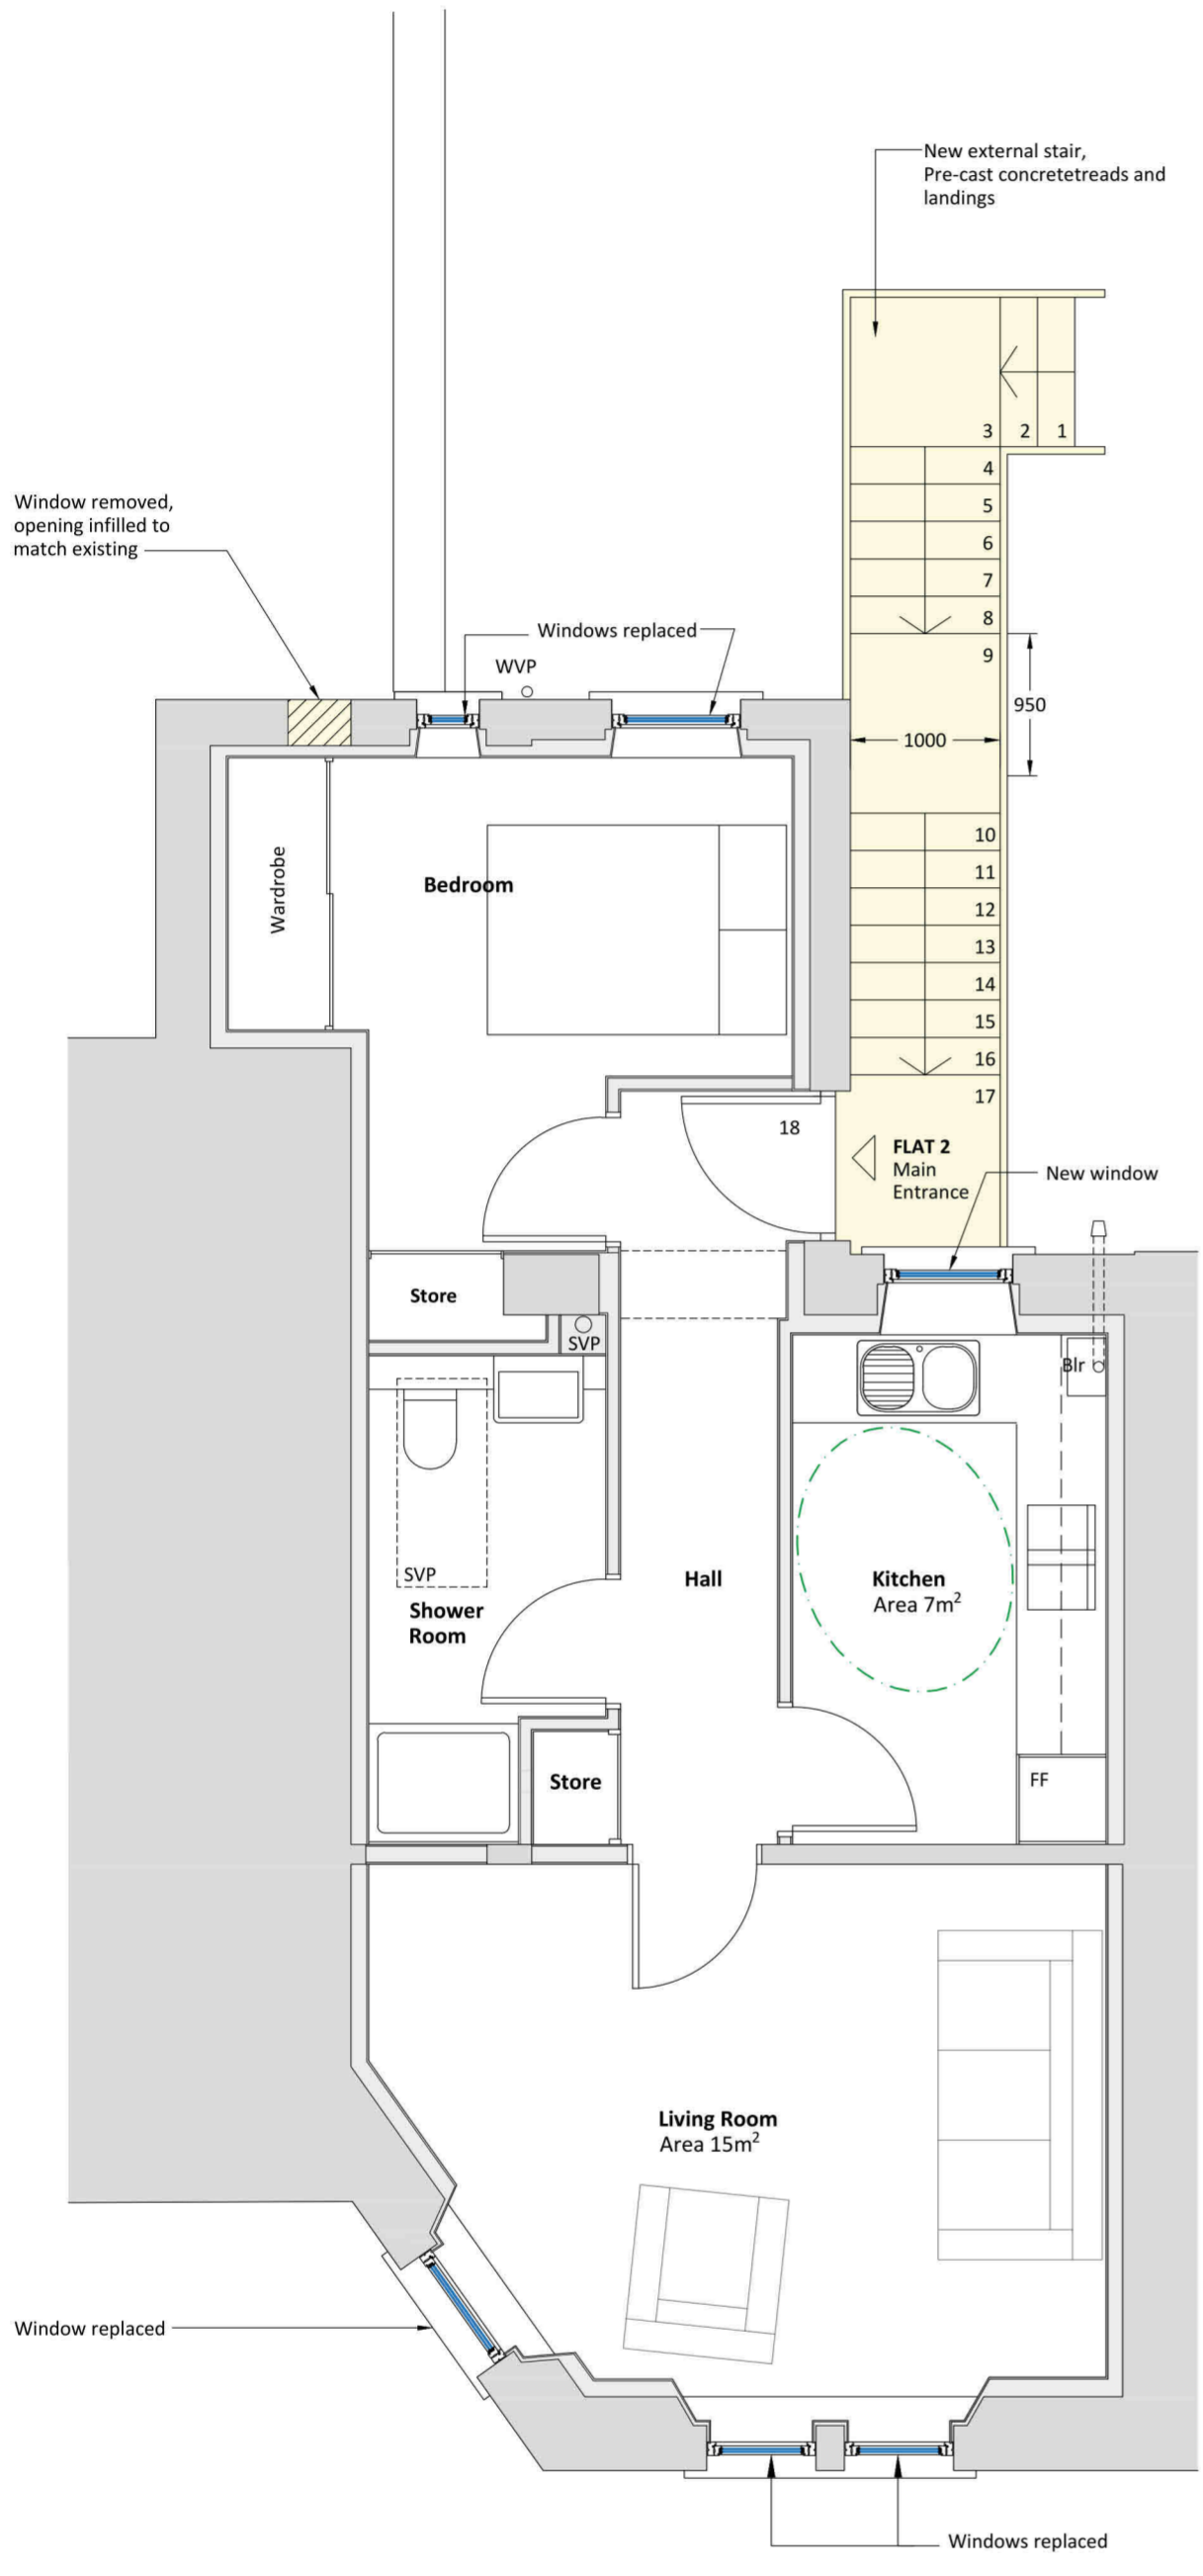 New external stair,
Pre-cast concretetreads and
landings
3 2 1
4
5
6
7
8
9
Window removed,
opening infilled to
match existing
Windows replaced
WVP
950
1000
10
11
12
13
14
15
16
17
18
Wardrobe
Bedroom
FLAT 2
Main
Entrance
New window
Store
SVP
Blr
SVP
Shower
Room
Hall
Kitchen
Area 7m²
Store
FF
Living Room
Area 15m²
Window replaced
Windows replaced